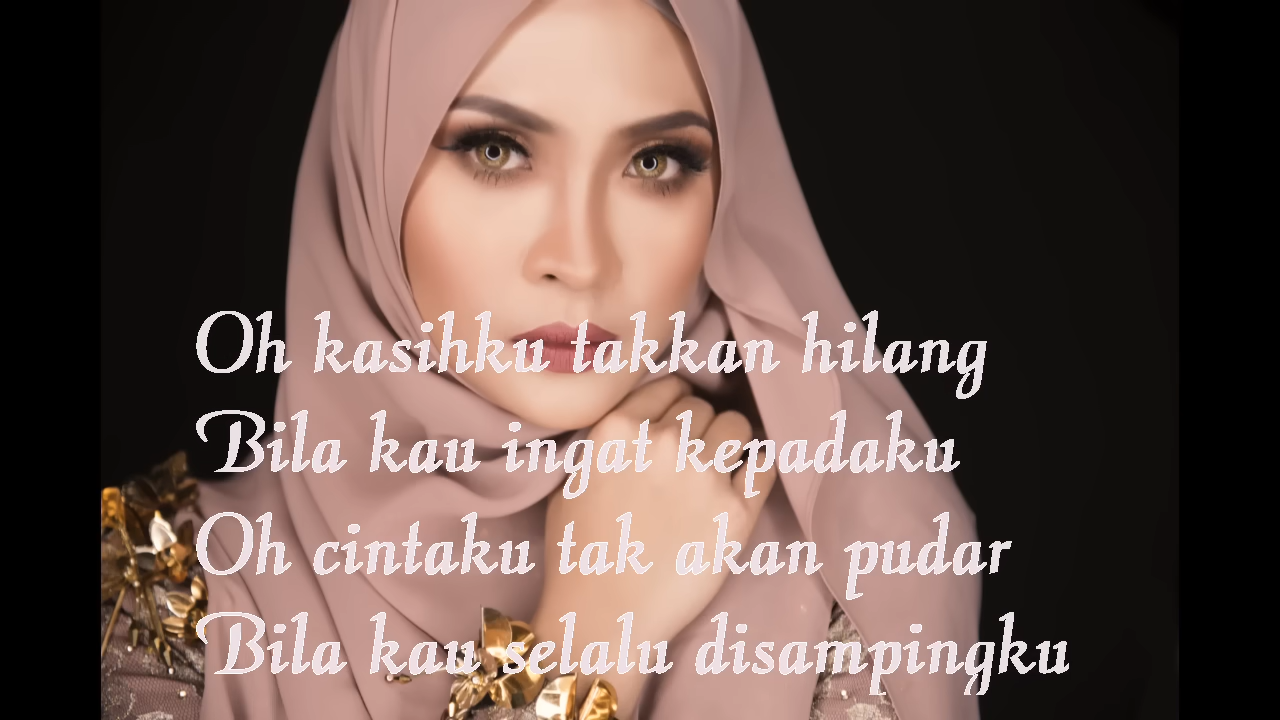 Oh kasihku takkan hilang
Bila kau ingat kepadaku
Oh cintaku tak akan pudar
Bila kau selalu disampingku